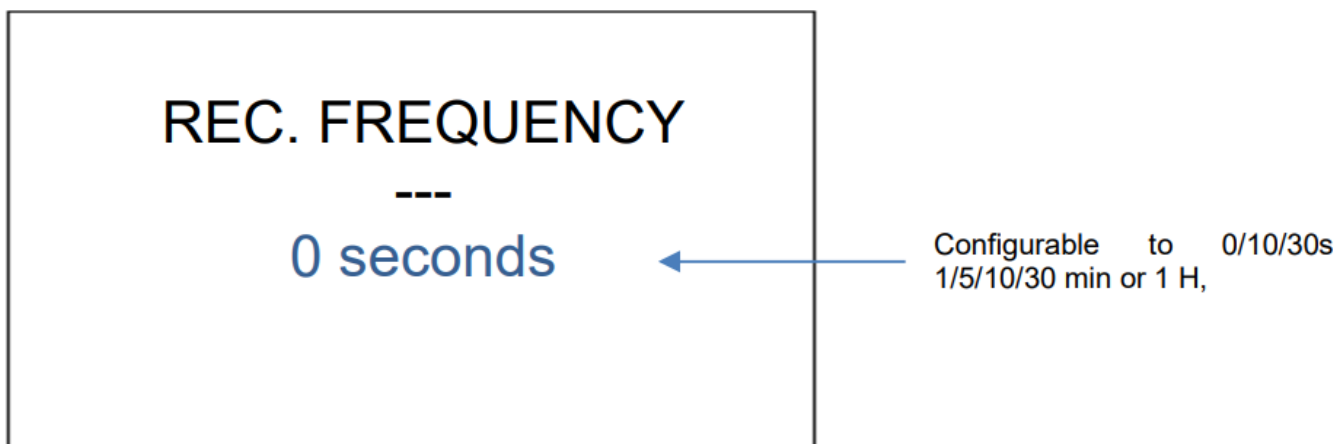 REC. FREQUENCY
---
0 seconds
Configurable to 0/10/30s
1/5/10/30 min or 1 H,